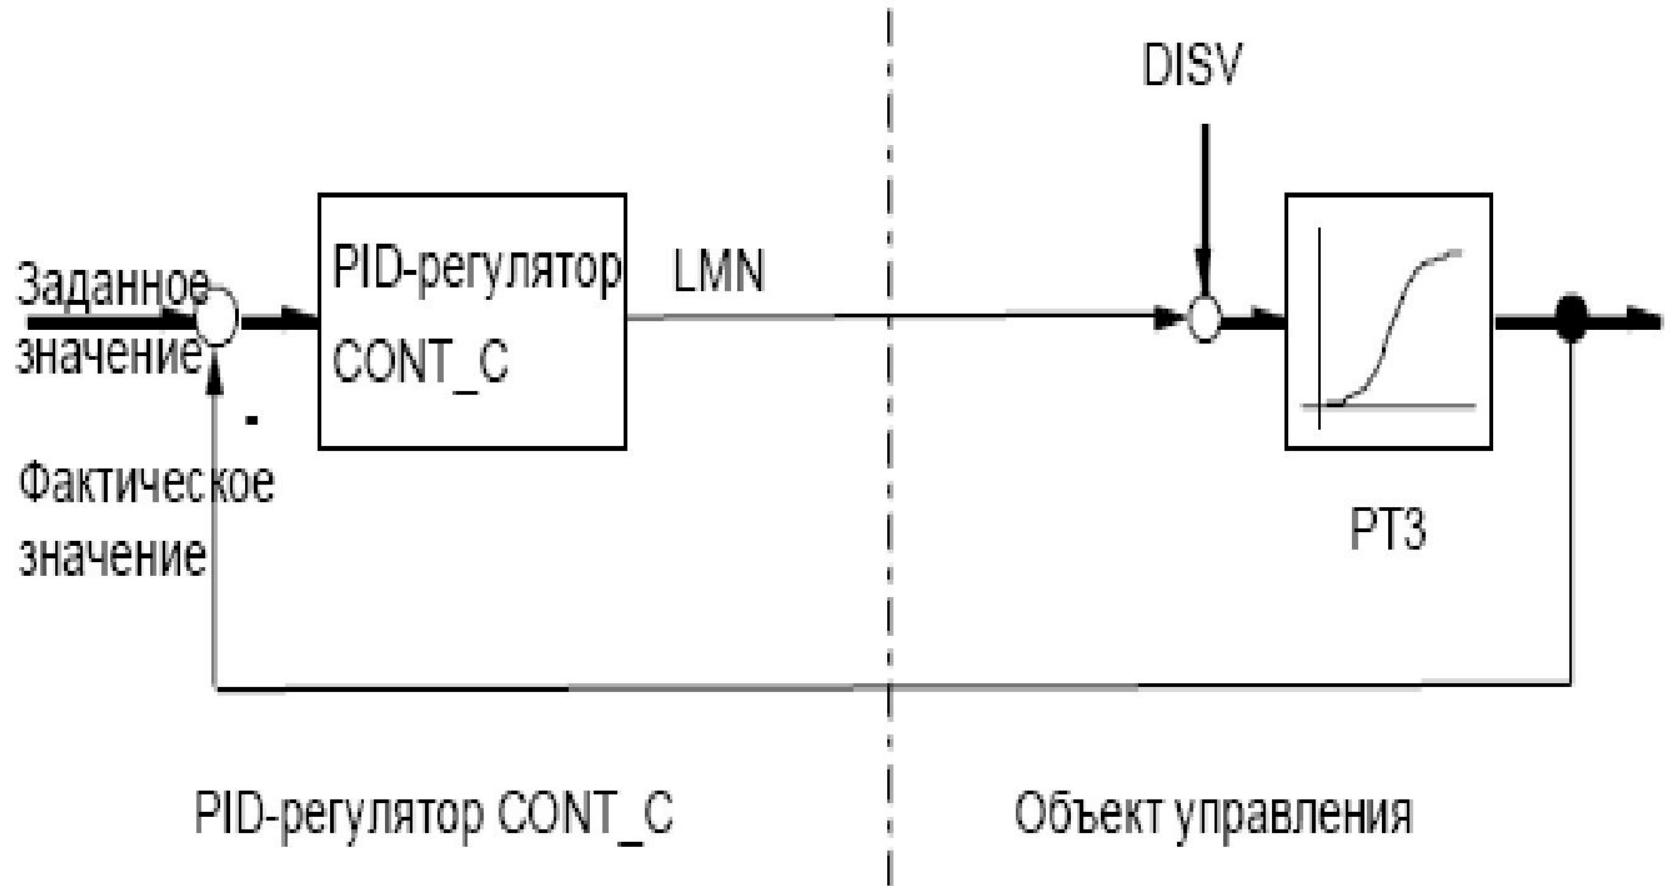 DISV
Заданное
значение
PID-регулятор
CONT_C
LMN
-
Фактическое
значение
PT3
PID-регулятор CONT_C
Объект управления